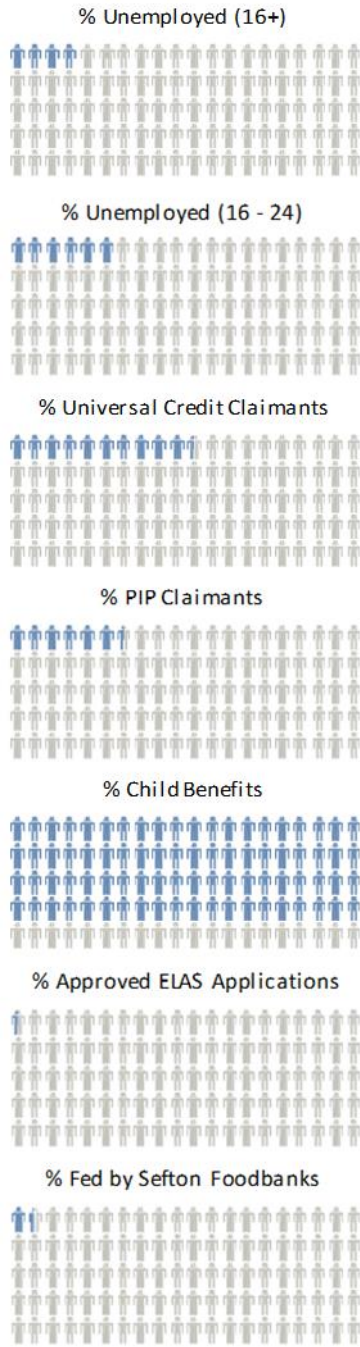 % Unemployed (16+)
% Unemployed (16 - 24)
% Universal Credit Claimants
% PIP Claimants
% Child Benefits
% Approved ELAS Applications
% Fed by Sefton Foodbanks